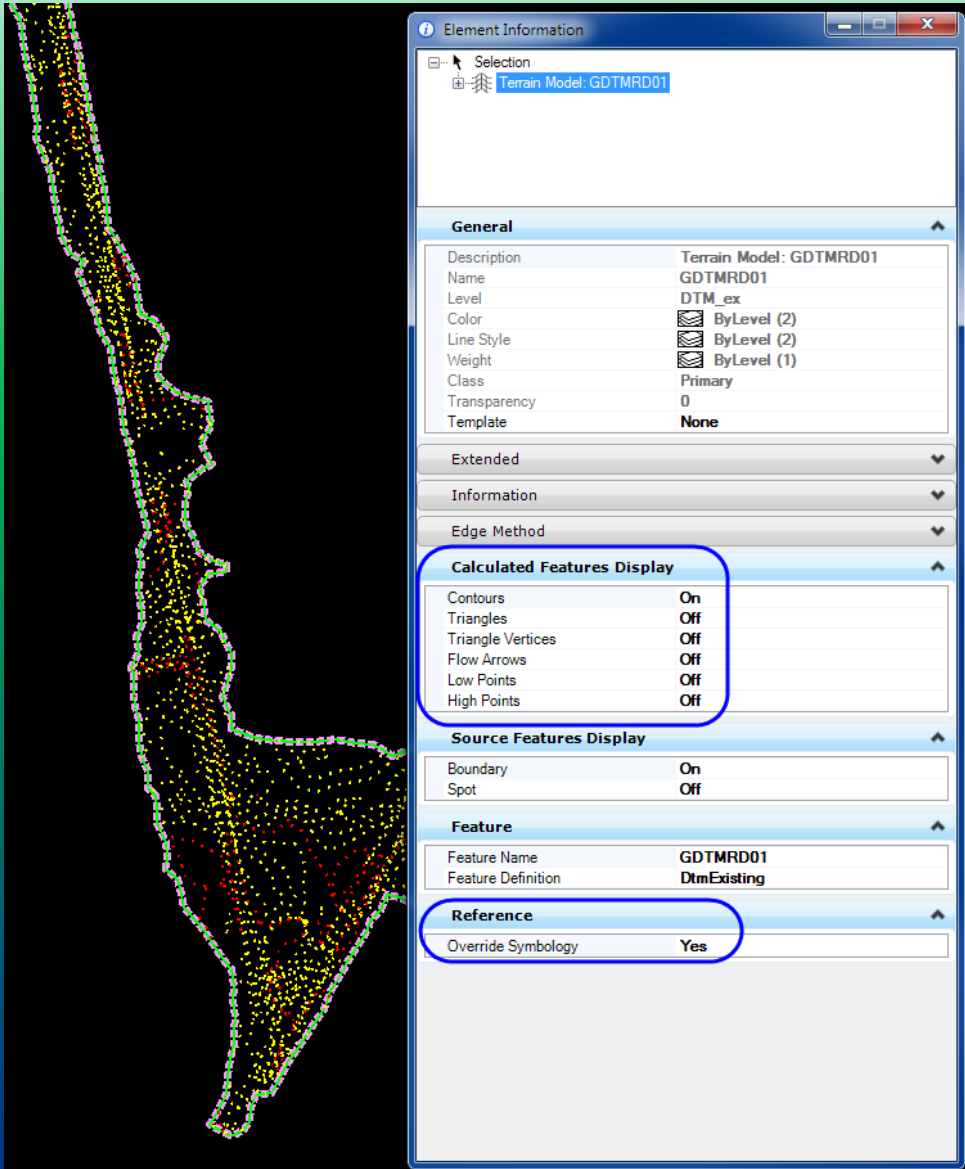 Element Information
Selection
Terrain Model: GDTMRD01
General
Description Terrain Model: GDTMRD01
Name GDTMRD01
Level DTM_ex
Color ByLevel (2)
Line Style ByLevel (2)
Weight ByLevel (1)
Class Primary
Transparency 0
Template None
Extended
Information
Edge Method
Calculated Features Display
Contours On
Triangles Off
Triangle Vertices Off
Flow Arrows Off
Low Points Off
High Points Off
Source Features Display
Boundary On
Spot Off
Feature
Feature Name GDTMRD01
Feature Definition DtmExisting
Reference
Override Symbology Yes